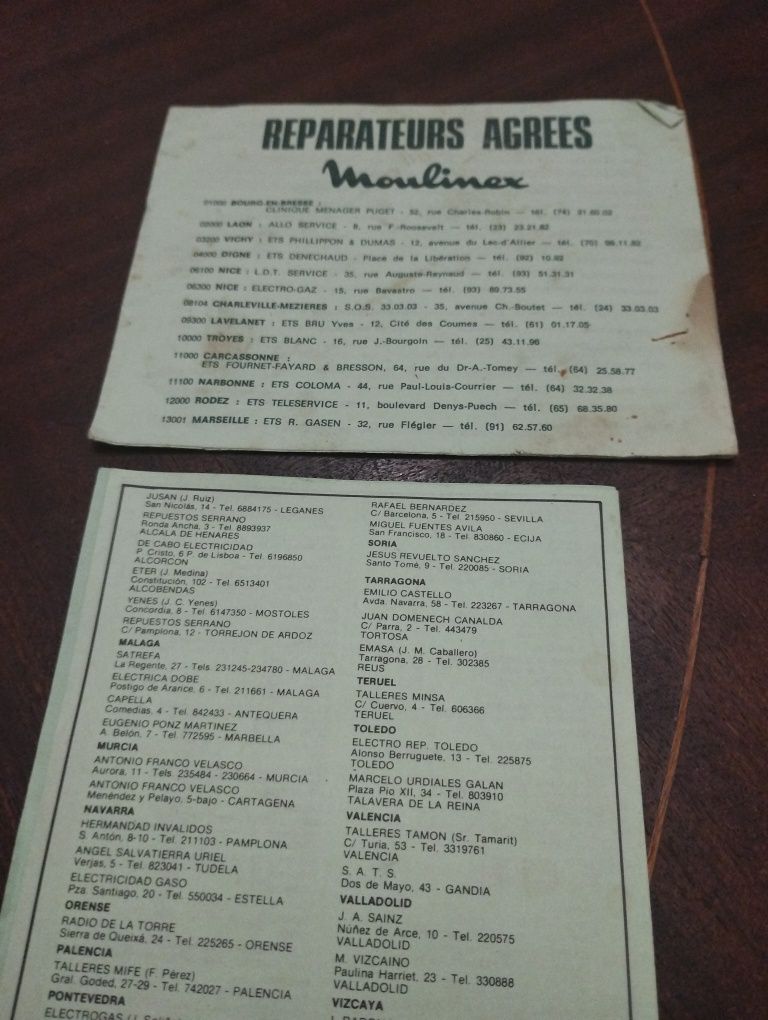 REPARATEURS AGREES
Moulinex
01000 BOURG-EN-BRESSE :
CLINIQUE MENAGER PUGET - 52, rue Charles-Robin — tél. (74) 21.60.02
02000 LAON : ALLO SERVICE - 8, rue F.-Roosevelt — tél. (23) 23.21.82
03200 VICHY : ETS PHILLIPPON & DUMAS - 12, avenue du Lac-d'Allier — tél. (70)
04000 DIGNE : ETS DENECHAUD - Place de la Libération — tél. (92) 10.82
06100 NICE : L.D.T. SERVICE - 35, rue Auguste-Raynaud — tél. (93) 51.31.31
06300 NICE : ELECTRO-GAZ - 15, rue Bavastro — tél. (93) 89.73.55
08104 CHARLEVILLE-MEZIERES : S.O.S. 33.03.03 - 35, avenue Ch.-Boutet — tél. (24) 33.03.03
09300 LAVELANET : ETS BRU Yves - 12, Cité des Coumes — tél. (61) 01.17.05
10000 TROYES : ETS BLANC - 16, rue J.-Bourgoin — tél. (25) 43.11.96
11000 CARCASSONNE :
ETS FOURNET-FAYARD & BRESSON, 64, rue du Dr-A.-Tomey — tél. (64) 25.58.77
11100 NARBONNE : ETS COLOMA - 44, rue Paul-Louis-Courrier — tél. (64) 32.32.38
12000 RODEZ : ETS TELESERVICE - 11, boulevard Denys-Puech — tél. (65) 68.35.80
13001 MARSEILLE : ETS R. GASEN - 32, rue Flégier — tél. (91) 62.57.60
JUSAN (J. Ruiz)
San Nicolás, 14 - Tel. 6884175 - LEGANES
REPUESTOS SERRANO
Ronda Ancha, 3 - Tel. 8893937
ALCALA DE HENARES
DE CABO ELECTRICIDAD
P. Cristo, 6 P. de Lisboa - Tel. 6196850
ALCORCON
ETER (J. Medina)
Constitución, 102 - Tel. 6513401
ALCOBENDAS
YENES (J. C. Yenes)
Concordia, 8 - Tel. 6147350 - MOSTOLES
REPUESTOS SERRANO
C/ Pamplona, 12 - TORREJON DE ARDOZ
MALAGA
SATREFA
La Regente, 27 - Tels. 231245-234780 - MALAGA
ELECTRICA DOBE
Postigo de Ararice, 6 - Tel. 211661 - MALAGA
CAPELLA
Comedias, 4 - Tel. 842433 - ANTEQUERA
EUGENIO PONZ MARTINEZ
A. Belón, 7 - Tel. 772595 - MARBELLA
MURCIA
ANTONIO FRANCO VELASCO
Aurora, 11 - Tels. 235484 - 230664 - MURCIA
ANTONIO FRANCO VELASCO
Menéndez y Pelayo, 5-bajo - CARTAGENA
NAVARRA
HERMANDAD INVALIDOS
S. Antón, 8-10 - Tel. 211103 - PAMPLONA
ANGEL SALVATIERRA URIEL
Verjas, 5 - Tel. 823041 - TUDELA
ELECTRICIDAD GASO
Pza. Santiago, 20 - Tel. 550034 - ESTELLA
ORENSE
RADIO DE LA TORRE
Sierra de Queixá, 24 - Tel. 225265 - ORENSE
PALENCIA
TALLERES MIFE (F. Pérez)
Gral. Goded, 27-29 - Tel. 742027 - PALENCIA
PONTEVEDRA
ELECTROGAS (J.
RAFAEL BERNARDEZ
C/ Barcelona, 5 - Tel. 215950 - SEVILLA
MIGUEL FUENTES AVILA
San Francisco, 18 - Tel. 830860 - ECIJA
SORIA
JESUS REVUELTO SANCHEZ
Santo Tomé, 9 - Tel. 220085 - SORIA
TARRAGONA
EMILIO CASTELLO
Avda. Navarra, 58 - Tel. 223267 - TARRAGONA
JUAN DOMENECH CANALDA
C/ Parra, 2 - Tel. 443479
TORTOSA
EMASA (J. M. Caballero)
Tarragona, 28 - Tel. 302385
REUS
TERUEL
TALLERES MINSA
C/ Cuervo, 4 - Tel. 606366
TERUEL
TOLEDO
ELECTRO REP. TOLEDO
Alonso Berruguete, 13 - Tel. 225875
TOLEDO
MARCELO URDIALES GALAN
Plaza Pio XII, 34 - Tel. 803910
TALAVERA DE LA REINA
VALENCIA
TALLERES TAMON (Sr. Tamarit)
C/ Turia, 53 - Tel. 3319761
VALENCIA
S. A. T. S.
Dos de Mayo, 43 - GANDIA
VALLADOLID
J. A. SAINZ
Núñez de Arce, 10 - Tel. 220575
VALLADOLID
M. VIZCAINO
Paulina Harriet, 23 - Tel. 330888
VALLADOLID
VIZCAYA